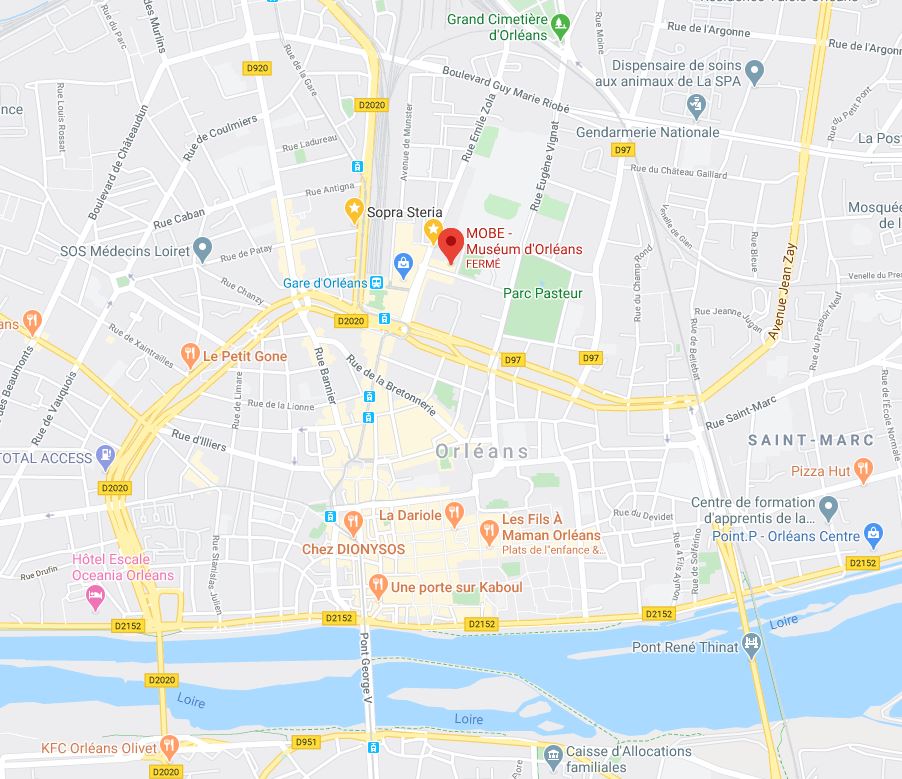 Résidence Valois Orléans
Grand Cimetière
d'Orléans
Rue Moine
Rue de l'Argonne
Rue de l'Argonn
Rue du Parc
Rue des Murlins
Rue de la Gare
D920
Boulevard Guy Marie Riobé
Dispensaire de soins
aux animaux de La SPA
ance
Rue Louis Rossat
Boulevard de Châteaudun
D2020
Rue de Coulmiers
Avenue de Munster
Rue Emile Zola
Rue Eugène Vignat
Gendarmerie Nationale
Rue du Petit Pont
La Post
Rue Ladureau
D97
Rue du Château Gaillard
Rue Antigna
Rue Caban
Sopra Steria
Mosquée
de l
Venelle de Gien
SOS Médecins Loiret
Rue de Patay
MOBE -
Muséum d'Orléans
FERMÉ
Rue du Champ Rond
Rue Bleue
Avenue Jean Zay
Venelle du Pre
Gare d'Orléans
Rue Chanzy
Parc Pasteur
Rue Jeanne Jugan
Rue du Pressoir Neuf
ans
D2020
Rue de Xaintrailles
Rue de Bellebat
Le Petit Gone
D97
D97
des Beaumonts
Rue de Vauquois
Rue de Limare
Rue Bannier
Rue de la Bretonnerie
Rue de la Lionne
Rue Saint-Marc
Rue de l'École Normale
Rue d'Illiers
Orléans
SAINT-MARC
TOTAL ACCESS
Pizza Hut
D2020
Centre de formation
d'apprentis de la...
La Dariole
Les Fils À
Maman Orléans
Plats de l'enfance &...
Rue du Devidet
Point.P - Orléans Centre
Chez DIONYSOS
Rue Stanislas Julien
Rue 4 Fils Aymon
Rue de Solférino
Hôtel Escale
Oceania Orléans
Rue Drufin
D2152
Une porte sur Kaboul
D2152
D2152
D2152
D2152
Loire
Pont George V
Pont René Thinat
D2020
Loire
Loire
KFC Orléans Olivet
D951
Caisse d'Allocations
familiales
D2020